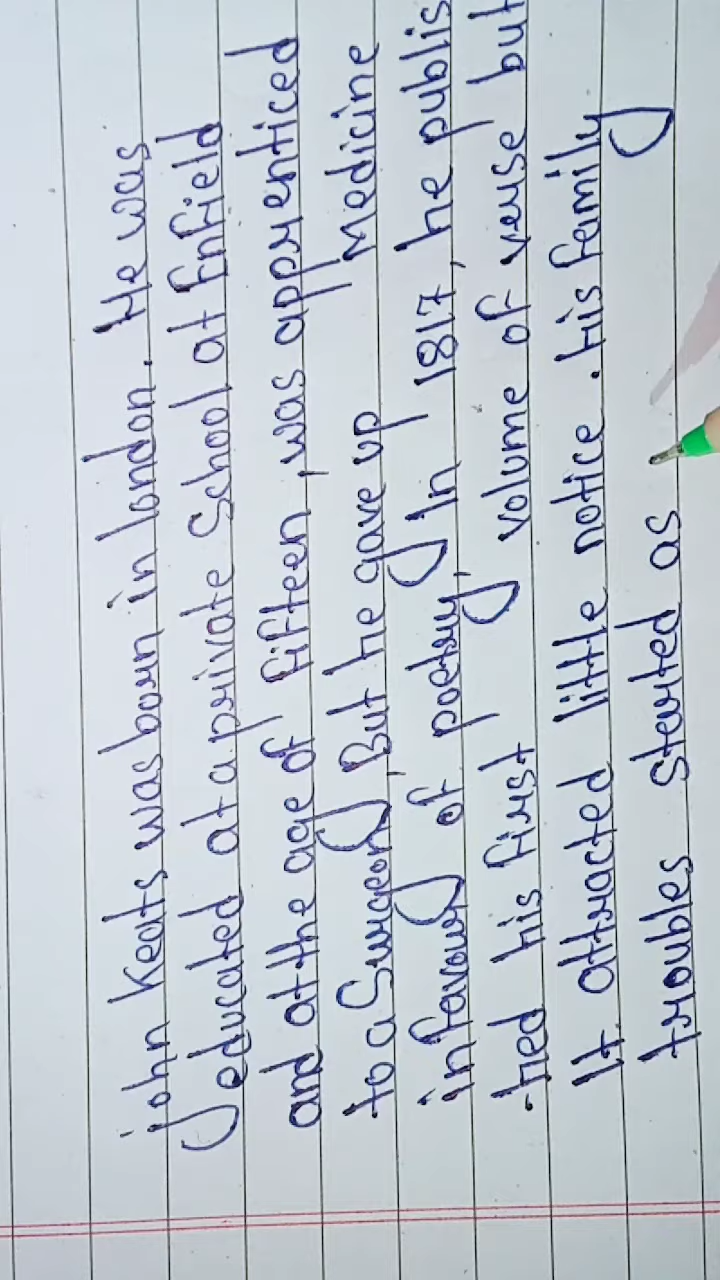 john Keats was born in london. He was
educated at a private School at Enfield
and at the age of fifteen, was apprenticed
to a Surgeon. But he gave up Medicine
in favour of poetry. In 1817, he publis
-hed his first volume of verse but
It attracted little notice. His family
troubles started as